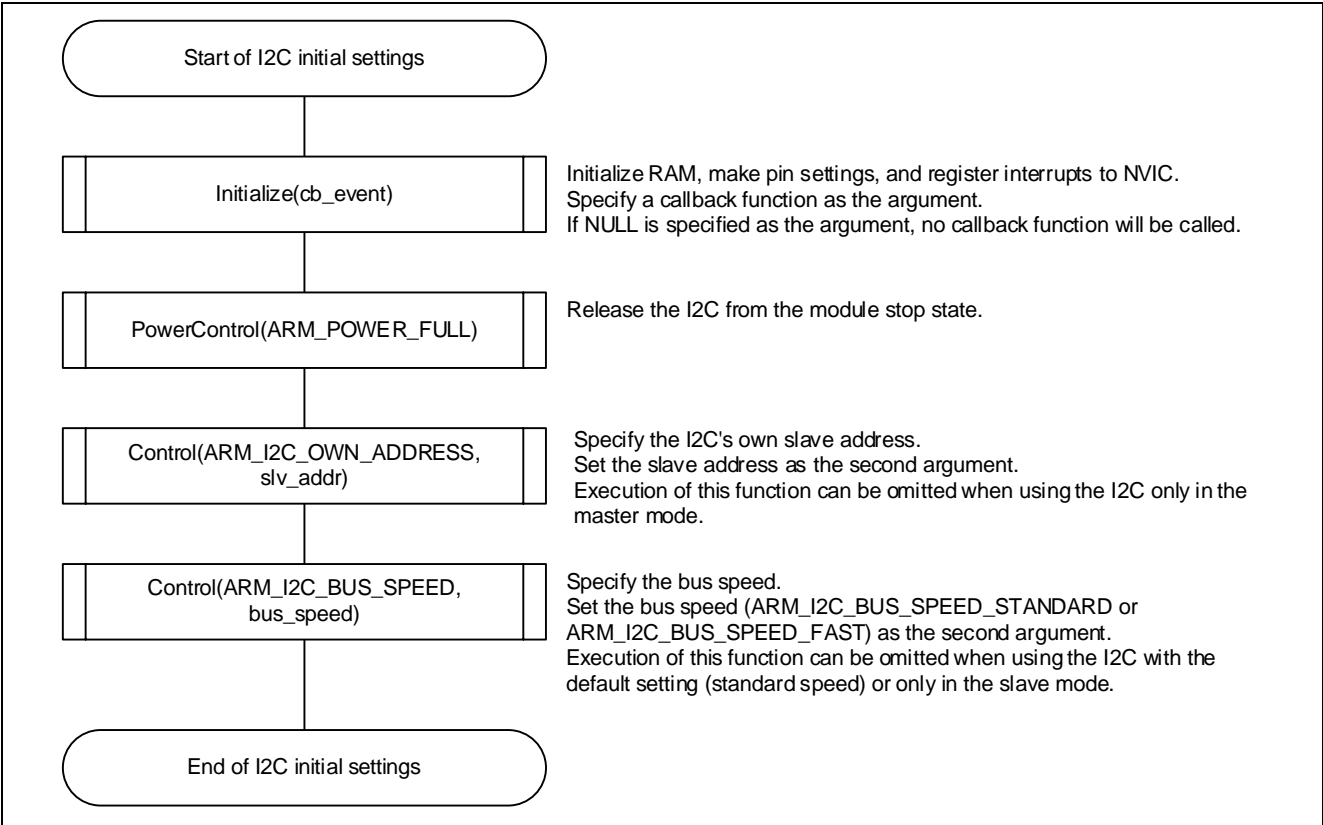 Start of I2C initial settings
Initialize(cb_event)
Initialize RAM, make pin settings, and register interrupts to NVIC.
Specify a callback function as the argument.
If NULL is specified as the argument, no callback function will be called.
PowerControl(ARM_POWER_FULL)
Release the I2C from the module stop state.
Control(ARM_I2C_OWN_ADDRESS,
slv_addr)
Specify the I2C's own slave address.
Set the slave address as the second argument.
Execution of this function can be omitted when using the I2C only in the
master mode.
Control(ARM_I2C_BUS_SPEED,
bus_speed)
Specify the bus speed.
Set the bus speed (ARM_I2C_BUS_SPEED_STANDARD or
ARM_I2C_BUS_SPEED_FAST) as the second argument.
Execution of this function can be omitted when using the I2C with the
default setting (standard speed) or only in the slave mode.
End of I2C initial settings